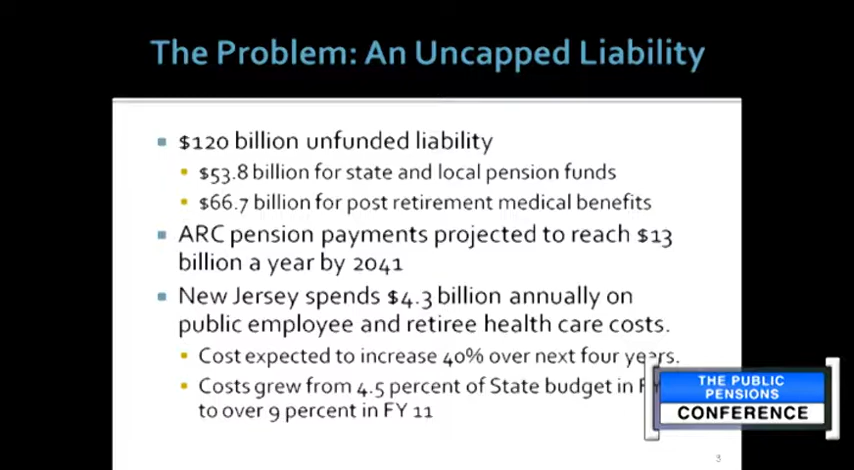 The Problem: An Uncapped Liability
$120 billion unfunded liability
$53.8 billion for state and local pension funds
$66.7 billion for post retirement medical benefits
ARC pension payments projected to reach $13
billion a year by 2041
New Jersey spends $4.3 billion annually on
public employee and retiree health care costs.
Cost expected to increase 40% over next four years.
Costs grew from 4.5 percent of State budget in
to over 9 percent in FY 11
THE PUBLIC
PENSIONS
CONFERENCE
3